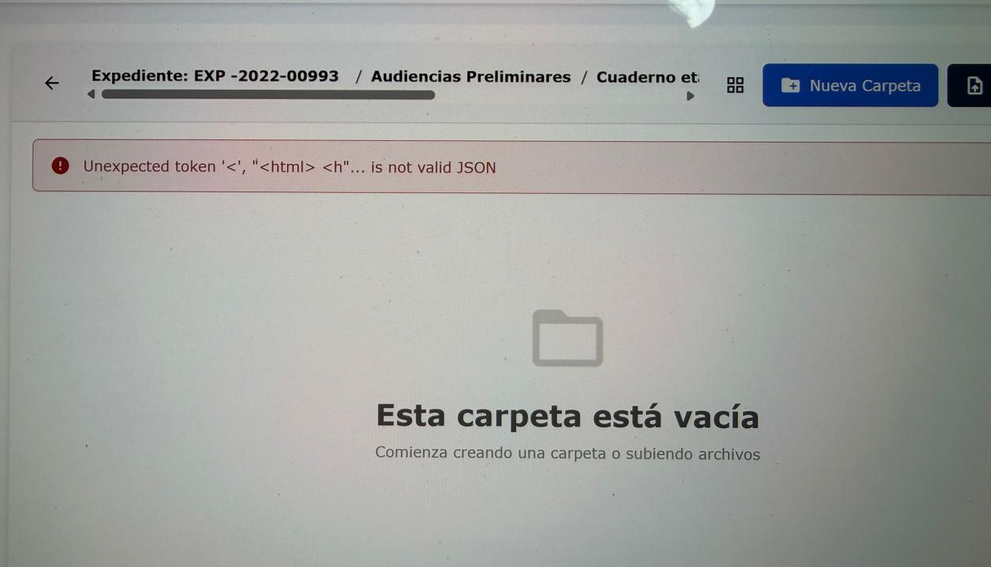 Expediente: EXP -2022-00993 / Audiencias Preliminares / Cuaderno et
Nueva Carpeta
Unexpected token '<', "<html> <h"... is not valid JSON
Esta carpeta está vacía
Comienza creando una carpeta o subiendo archivos